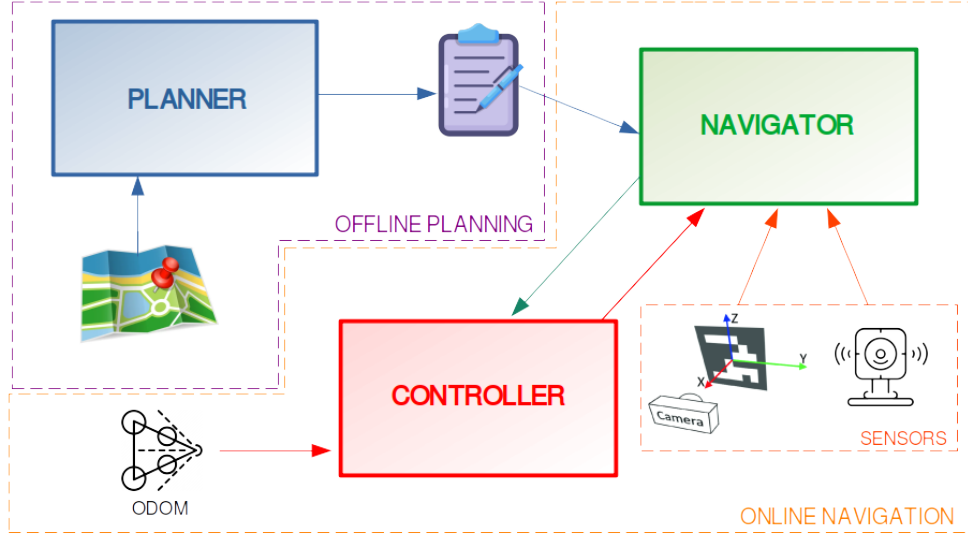 PLANNER
NAVIGATOR
OFFLINE PLANNING
Z
Y
X
Camera
CONTROLLER
SENSORS
ODOM
ONLINE NAVIGATION